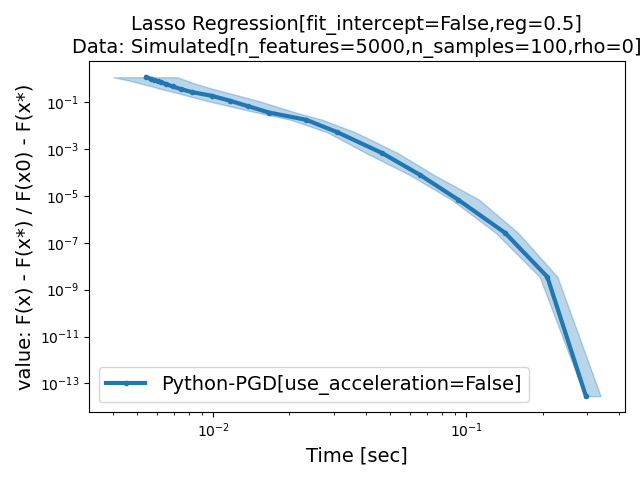 Lasso Regression[fit_intercept=False,reg=0.5]
Data: Simulated[n_features=5000,n_samples=100,rho=0]
value: F(x) - F(x*) / F(x0) - F(x*)
10⁻¹
10⁻³
10⁻⁵
10⁻⁷
10⁻⁹
10⁻¹¹
10⁻¹³
Python-PGD[use_acceleration=False]
10⁻² 10⁻¹
Time [sec]